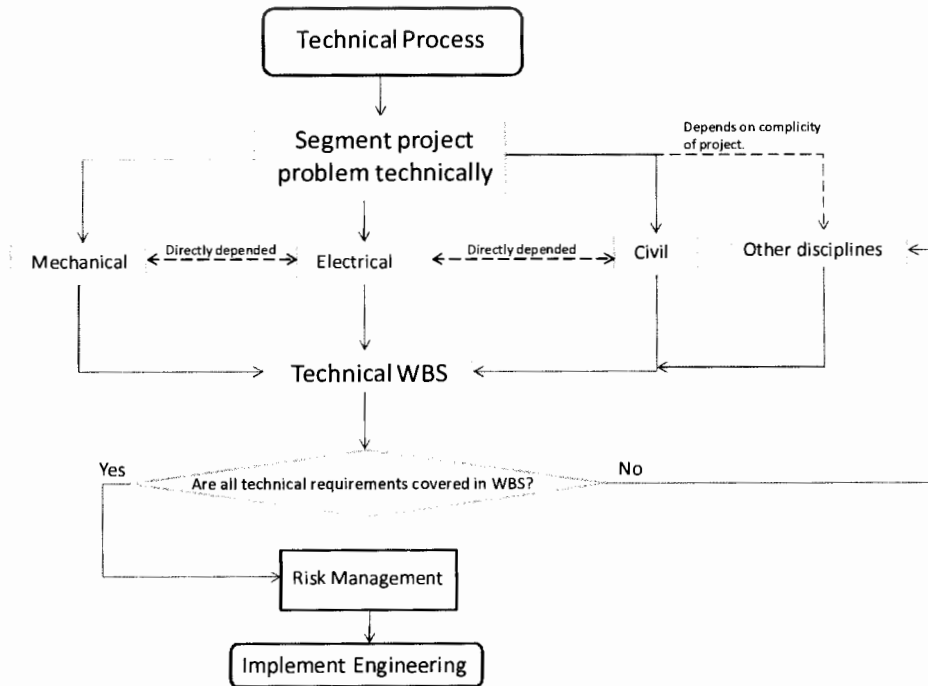 Technical Process
Segment project
problem technically
Depends on complicity
of project.
Mechanical
Directly depended
Electrical
Directly depended
Civil
Other disciplines
Technical WBS
Yes
Are all technical requirements covered in WBS?
No
Risk Management
Implement Engineering